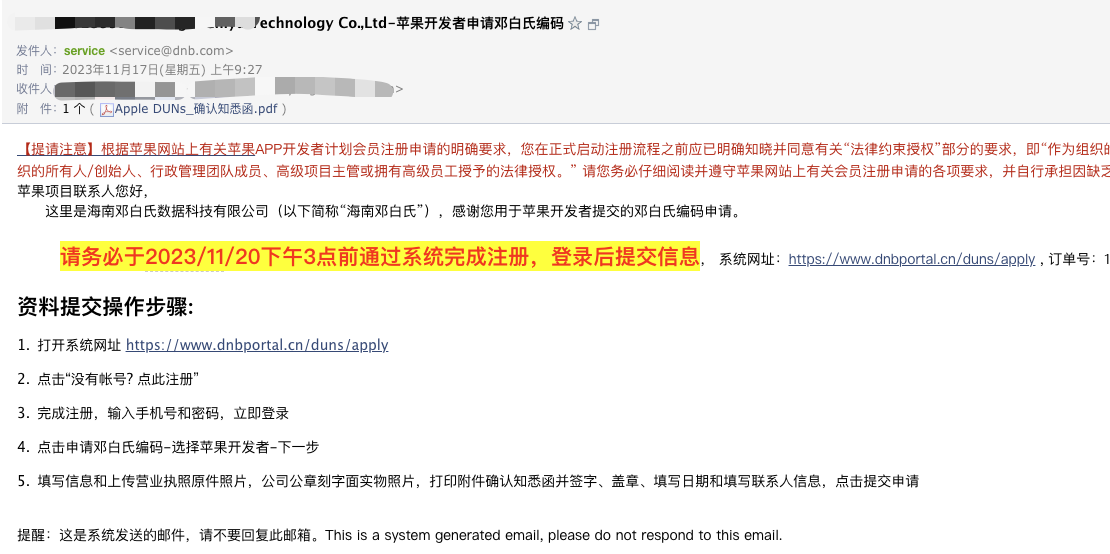 Technology Co.,Ltd-苹果开发者申请邓白氏编码
发件人: service <service@dnb.com>
时 间: 2023年11月17日(星期五) 上午9:27
收件人 >
附 件: 1 个 ( Apple DUNs_确认知悉函.pdf )
【提请注意】根据苹果网站上有关苹果APP开发者计划会员注册申请的明确要求，您在正式启动注册流程之前应已明确知晓并同意有关“法律约束授权”部分的要求，即“作为组织的
织的所有人/创始人、行政管理团队成员、高级项目主管或拥有高级员工授予的法律授权。” 请您务必仔细阅读并遵守苹果网站上有关会员注册申请的各项要求，并自行承担因缺乏
苹果项目联系人您好,
这里是海南邓白氏数据科技有限公司（以下简称“海南邓白氏”），感谢您用于苹果开发者提交的邓白氏编码申请。
请务必于2023/11/20下午3点前通过系统完成注册，登录后提交信息， 系统网址: https://www.dnbportal.cn/duns/apply , 订单号: 1
资料提交操作步骤:
1. 打开系统网址 https://www.dnbportal.cn/duns/apply
2. 点击“没有帐号? 点此注册”
3. 完成注册，输入手机号和密码，立即登录
4. 点击申请邓白氏编码-选择苹果开发者-下一步
5. 填写信息和上传营业执照原件照片，公司公章刻字面实物照片，打印附件确认知悉函并签字、盖章、填写日期和填写联系人信息，点击提交申请
提醒：这是系统发送的邮件，请不要回复此邮箱。This is a system generated email, please do not respond to this email.